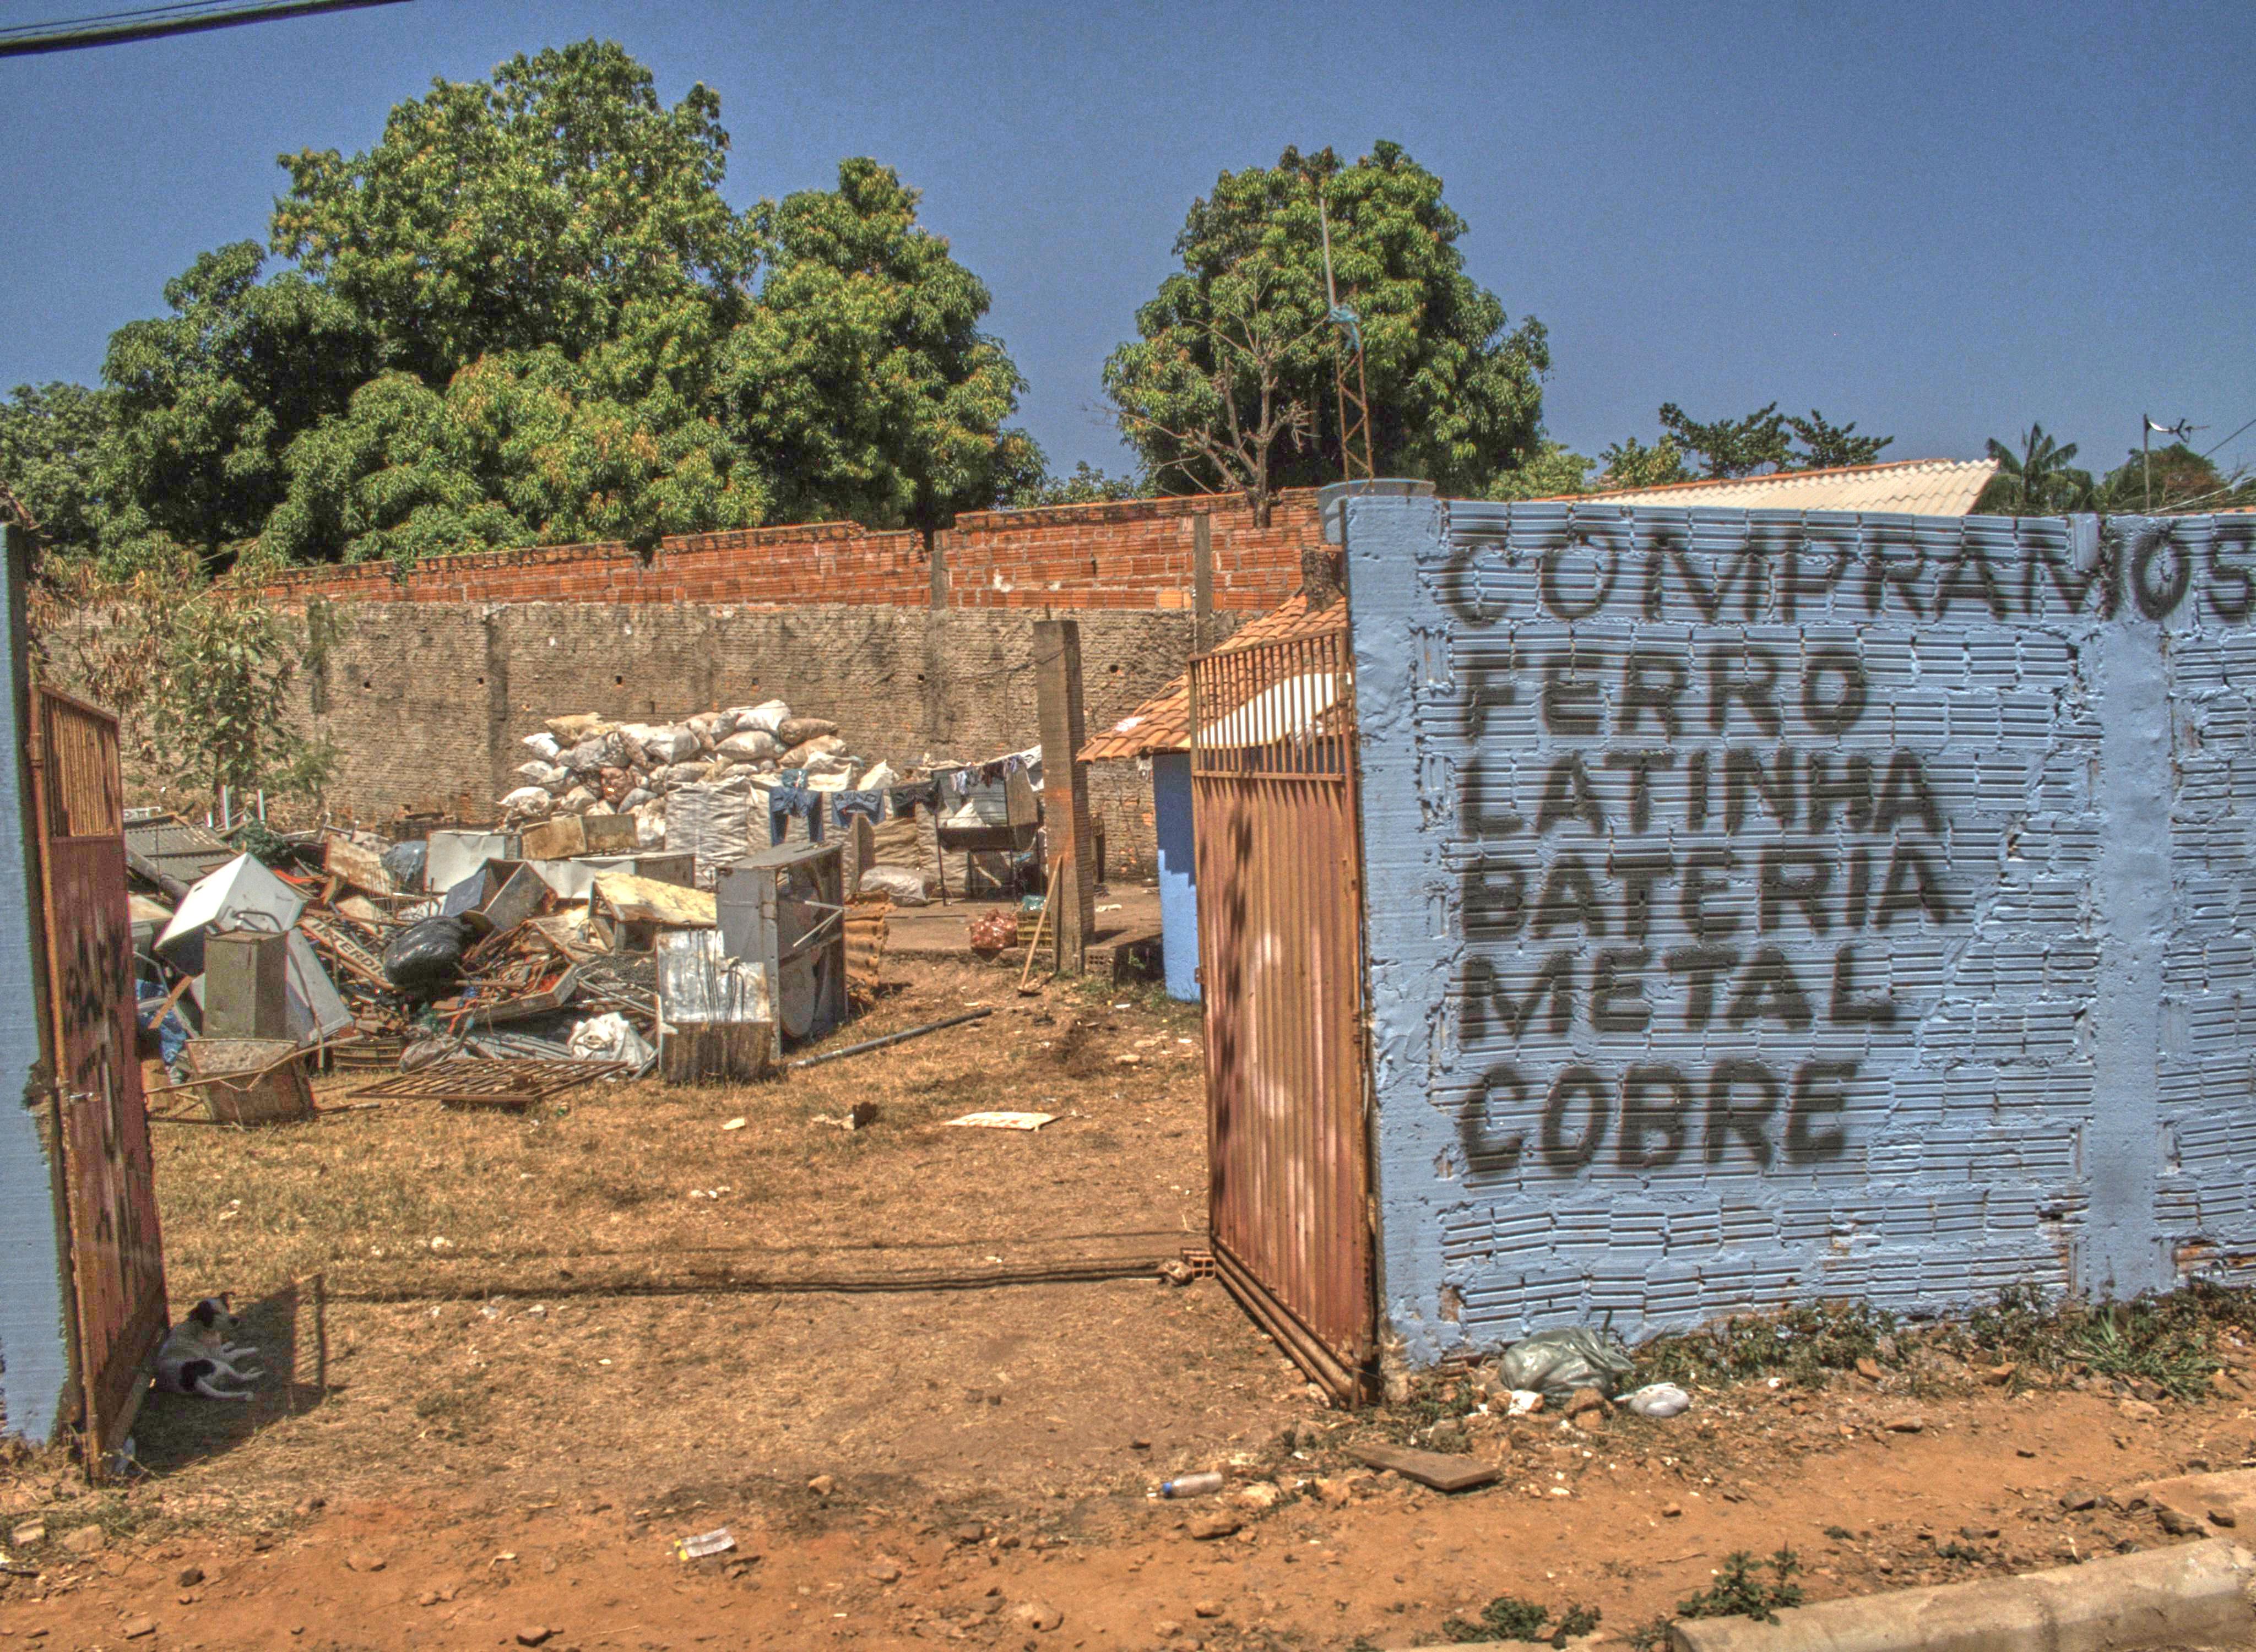 COMPRAMOS
FERRO
LATINHA
BATERIA
METAL
COBRE